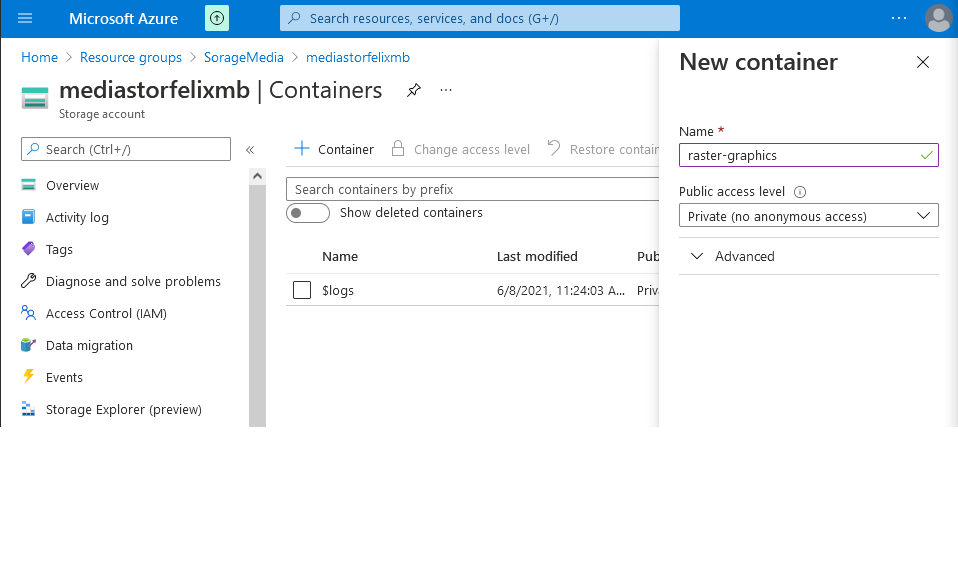 Microsoft Azure
Search resources, services, and docs (G+/)
Home > Resource groups > SorageMedia > mediastorfelixmb
mediastorfelixmb | Containers
Storage account
Search (Ctrl+/)
Overview
Activity log
Tags
Diagnose and solve problems
Access Control (IAM)
Data migration
Events
Storage Explorer (preview)
Container
Change access level
Restore contain
Search containers by prefix
Show deleted containers
Name Last modified Pub
$logs 6/8/2021, 11:24:03 A... Priva
New container
Name *
raster-graphics
Public access level
Private (no anonymous access)
Advanced